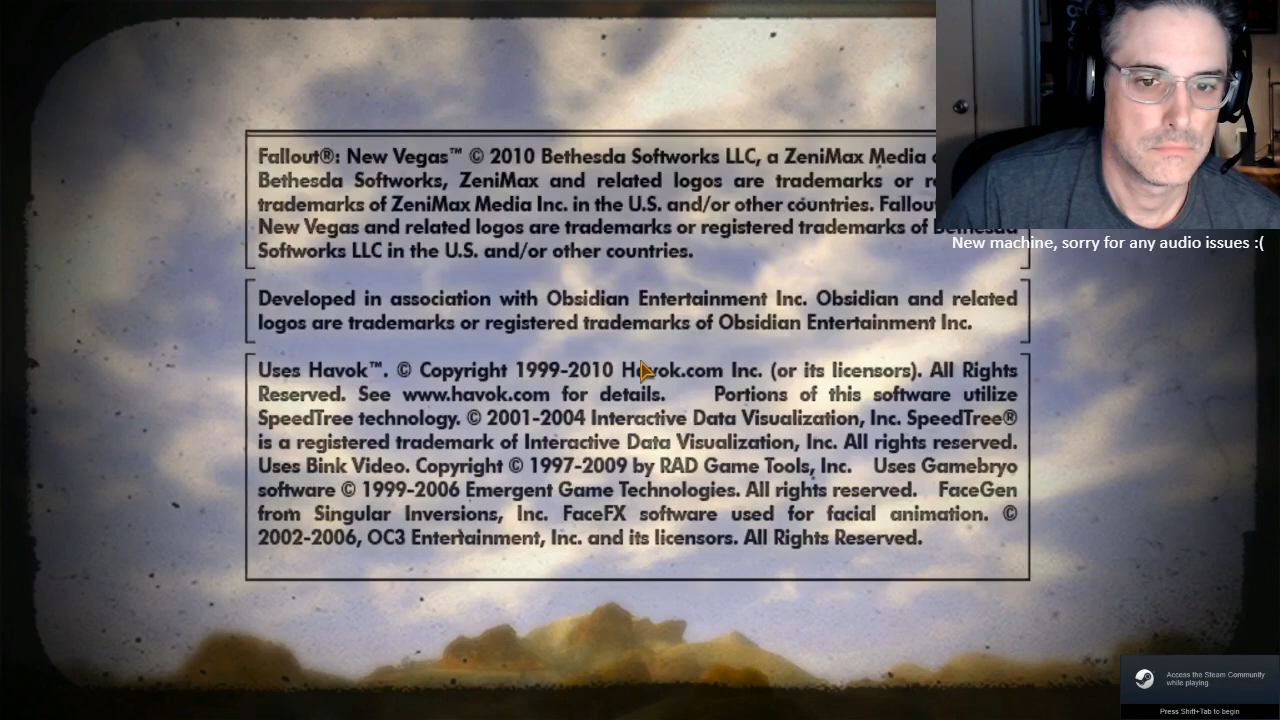 Fallout®: New Vegas™ © 2010 Bethesda Softworks LLC, a ZeniMax Media
Bethesda Softworks, ZeniMax and related logos are trademarks or
trademarks of ZeniMax Media Inc. in the U.S. and/or other countries. Fallout
New Vegas and related logos are trademarks or registered trademarks of Bethesda
Softworks LLC in the U.S. and/or other countries.
New machine, sorry for any audio issues :(
Developed in association with Obsidian Entertainment Inc. Obsidian and related
logos are trademarks or registered trademarks of Obsidian Entertainment Inc.
Uses Havok™. © Copyright 1999-2010 Havok.com Inc. (or its licensors). All Rights
Reserved. See www.havok.com for details. Portions of this software utilize
SpeedTree technology. © 2001-2004 Interactive Data Visualization, Inc. SpeedTree®
is a registered trademark of Interactive Data Visualization, Inc. All rights reserved.
Uses Bink Video. Copyright © 1997-2009 by RAD Game Tools, Inc. Uses Gamebryo
software © 1999-2006 Emergent Game Technologies. All rights reserved. FaceGen
from Singular Inversions, Inc. FaceFX software used for facial animation. ©
2002-2006, OC3 Entertainment, Inc. and its licensors. All Rights Reserved.
Access the Steam Community
while playing
Press Shift+Tab to begin